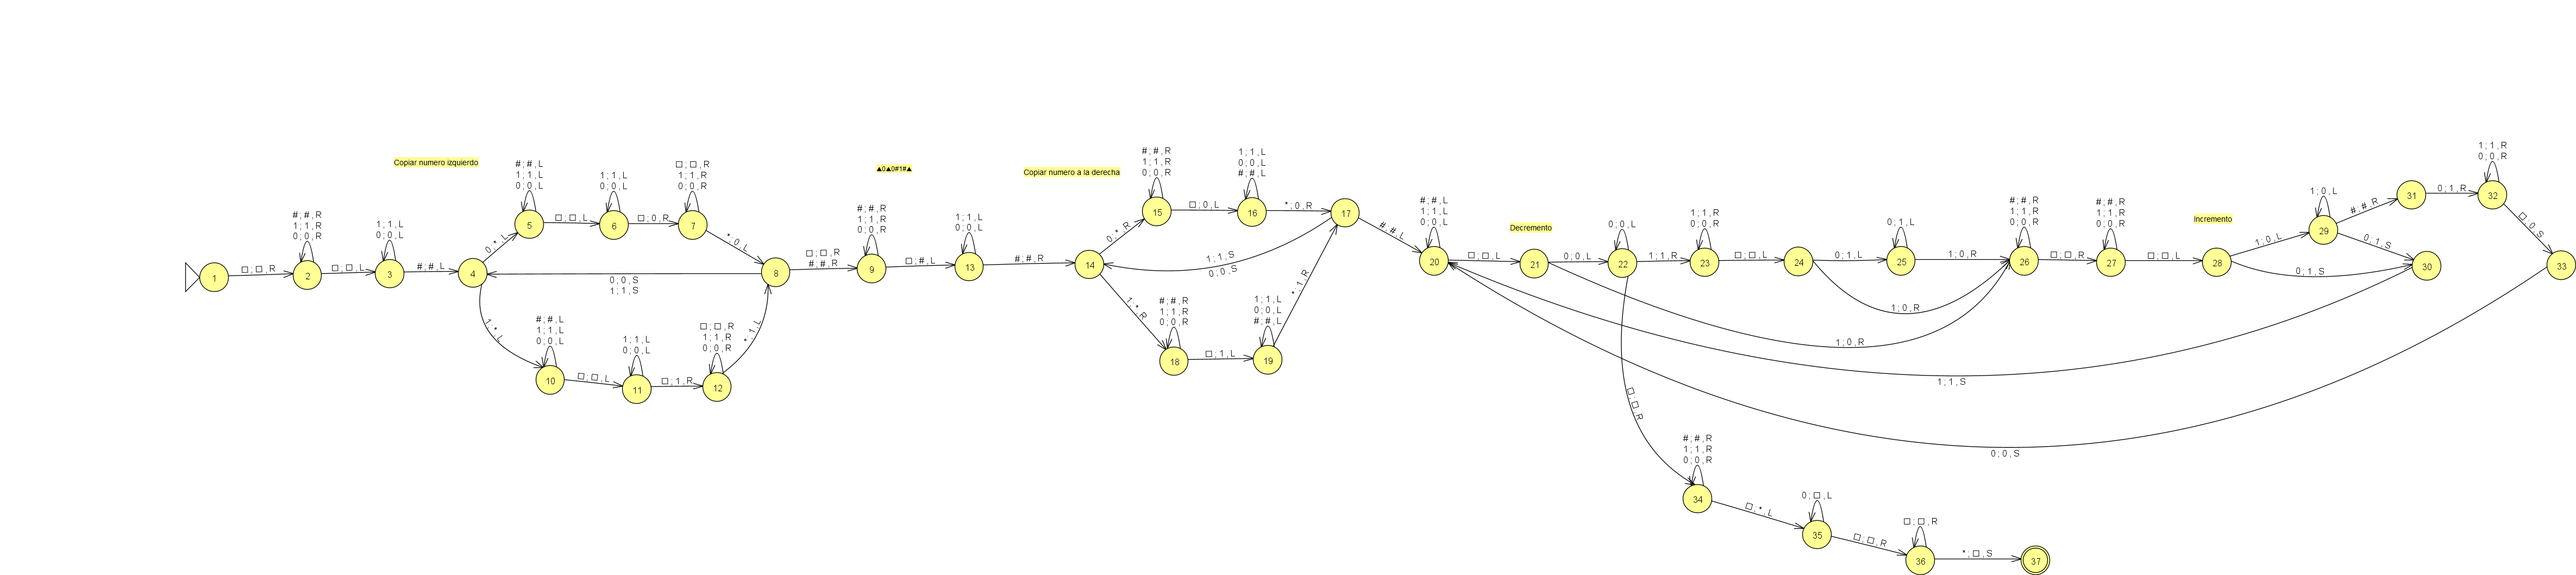 Copiar numero izquierdo
▲0▲0#1#▲
Copiar numero a la derecha
Decremento
Incremento
1
□ ; □ , R
# ; # , R
1 ; 1 , R
0 ; 0 , R
2
□ ; □ , L
1 ; 1 , L
0 ; 0 , L
3
# ; # , L
4
0 ; * , L
# ; # , L
1 ; 1 , L
0 ; 0 , L
5
□ ; □ , L
1 ; 1 , L
0 ; 0 , L
6
□ ; 0 , R
□ ; □ , R
1 ; 1 , R
0 ; 0 , R
7
* ; 0 , L
8
0 ; 0 , S
1 ; 1 , S
1 ; * , L
# ; # , L
1 ; 1 , L
0 ; 0 , L
10
□ ; □ , L
1 ; 1 , L
0 ; 0 , L
11
□ ; 1 , R
□ ; □ , R
1 ; 1 , R
0 ; 0 , R
12
* ; 1 , L
□ ; □ , R
# ; # , R
# ; # , R
1 ; 1 , R
0 ; 0 , R
9
□ ; # , L
1 ; 1 , L
0 ; 0 , L
13
# ; # , R
14
0 ; * , R
# ; # , R
1 ; 1 , R
0 ; 0 , R
15
□ ; 0 , L
1 ; 1 , L
0 ; 0 , L
# ; # , L
16
* ; 0 , R
17
1 ; 1 , S
0 ; 0 , S
1 ; * , R
# ; # , R
1 ; 1 , R
0 ; 0 , R
18
□ ; 1 , L
1 ; 1 , L
0 ; 0 , L
# ; # , L
19
* ; 1 , R
# ; # , L
# ; # , L
1 ; 1 , L
0 ; 0 , L
20
□ ; □ , L
21
0 ; 0 , L
0 ; 0 , L
22
1 ; 1 , R
1 ; 1 , R
0 ; 0 , R
23
□ ; □ , L
24
0 ; 1 , L
0 ; 1 , L
25
1 ; 0 , R
1 ; 0 , R
1 ; 0 , R
# ; # , R
1 ; 1 , R
0 ; 0 , R
26
□ ; □ , R
# ; # , R
1 ; 1 , R
0 ; 0 , R
27
□ ; □ , L
28
1 ; 0 , L
1 ; 0 , L
29
# ; # , R
0 ; 1 , S
0 ; 1 , S
30
1 ; 1 , S
31
0 ; 1 , R
1 ; 1 , R
0 ; 0 , R
32
□ ; 0 , S
33
0 ; 0 , S
□ ; □ , R
# ; # , R
1 ; 1 , R
0 ; 0 , R
34
□ ; * , L
0 ; □ , L
35
□ ; □ , R
□ ; □ , R
36
* ; □ , S
37